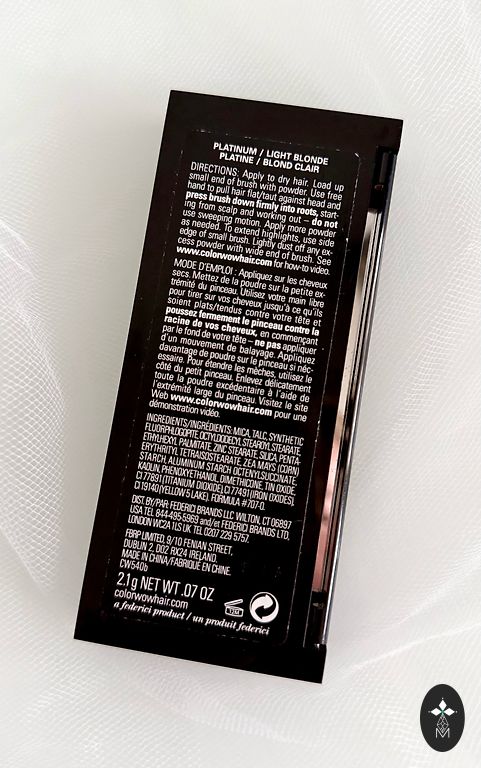 PLATINUM / LIGHT BLONDE
PLATINE / BLOND CLAIR
DIRECTIONS: Apply to dry hair. Load up
small end of brush with powder. Use free
hand to pull hair flat/taut against head and
press brush down firmly into roots, start-
ing from scalp and working out – do not
use sweeping motion. Apply more powder
as needed. To extend highlights, use side
edge of small brush. Lightly dust off any ex-
cess powder with wide end of brush. See
www.colorwowhair.com for how-to video.
MODE D'EMPLOI : Appliquez sur les cheveux
secs. Mettez de la poudre sur la petite ex-
trémité du pinceau. Utilisez votre main libre
pour tirer sur vos cheveux jusqu'à ce qu'ils
soient plats/tendus contre votre tête et
poussez fermement le pinceau contre la
racine de vos cheveux, en commençant
par le fond de votre tête – ne pas appliquer
d'un mouvement de balayage. Appliquez
davantage de poudre sur le pinceau si néc-
essaire. Pour étendre les mèches, utilisez le
côté du petit pinceau. Enlevez délicatement
toute la poudre excédentaire à l'aide de
l'extrémité large du pinceau. Visitez le site
Web www.colorwowhair.com pour une
démonstration vidéo.
INGREDIENTS/INGRÉDIENTS: MICA, TALC, SYNTHETIC
FLUORPHLOGOPITE, OCTYLDODECYL STEAROYL STEARATE,
ETHYLHEXYL PALMITATE, ZINC STEARATE, SILICA, PENTA-
ERYTHRITYL TETRAISOSTEARATE, ZEA MAYS (CORN)
STARCH, ALUMINUM STARCH OCTENYLSUCCINATE,
KAOLIN, PHENOXYETHANOL, DIMETHICONE, TIN OXIDE,
CI 77891 (TITANIUM DIOXIDE) CI 77491 (IRON OXIDES),
CI 19140 (YELLOW 5 LAKE). FORMULA #707-0.
DIST. BY/PAR: FEDERICI BRANDS LLC WILTON, CT 06897
USA TEL 844-495-5969 and/et FEDERICI BRANDS LTD,
LONDON WC2A 1LS UK TEL 0207 229 5757.
FBRP LIMITED, 9/10 FENIAN STREET,
DUBLIN 2, D02 RX24 IRELAND.
MADE IN CHINA/FABRIQUÉ EN CHINE.
CW540b
2.1g NET WT .07 OZ
colorwowhair.com
a federici product / un produit federici
12M
M